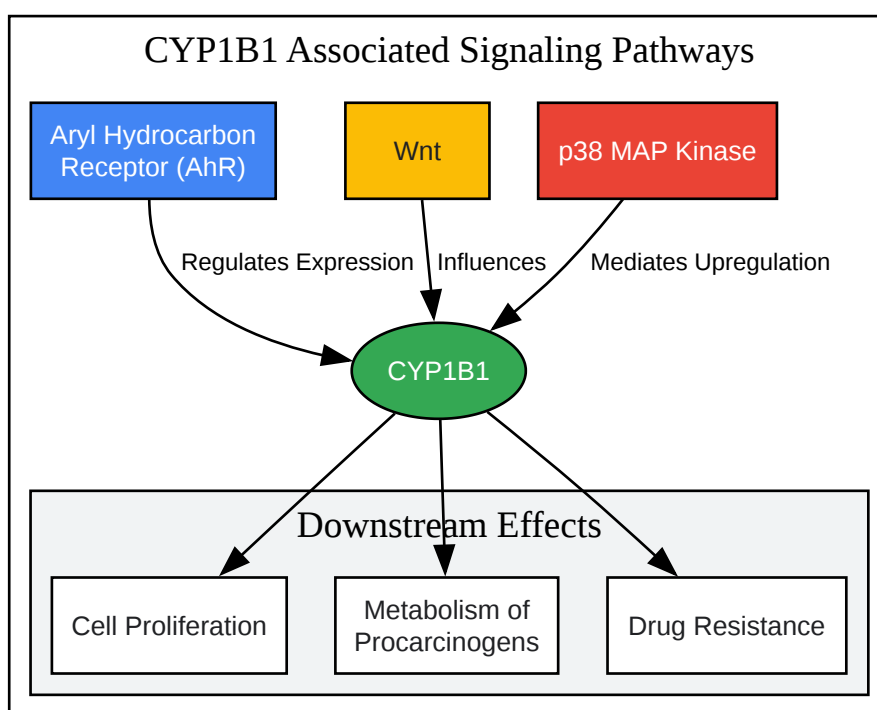 CYP1B1 Associated Signaling Pathways
Aryl Hydrocarbon
Receptor (AhR)
Wnt
p38 MAP Kinase
Regulates Expression
Influences
Mediates Upregulation
CYP1B1
Downstream Effects
Cell Proliferation
Metabolism of
Procarcinogens
Drug Resistance